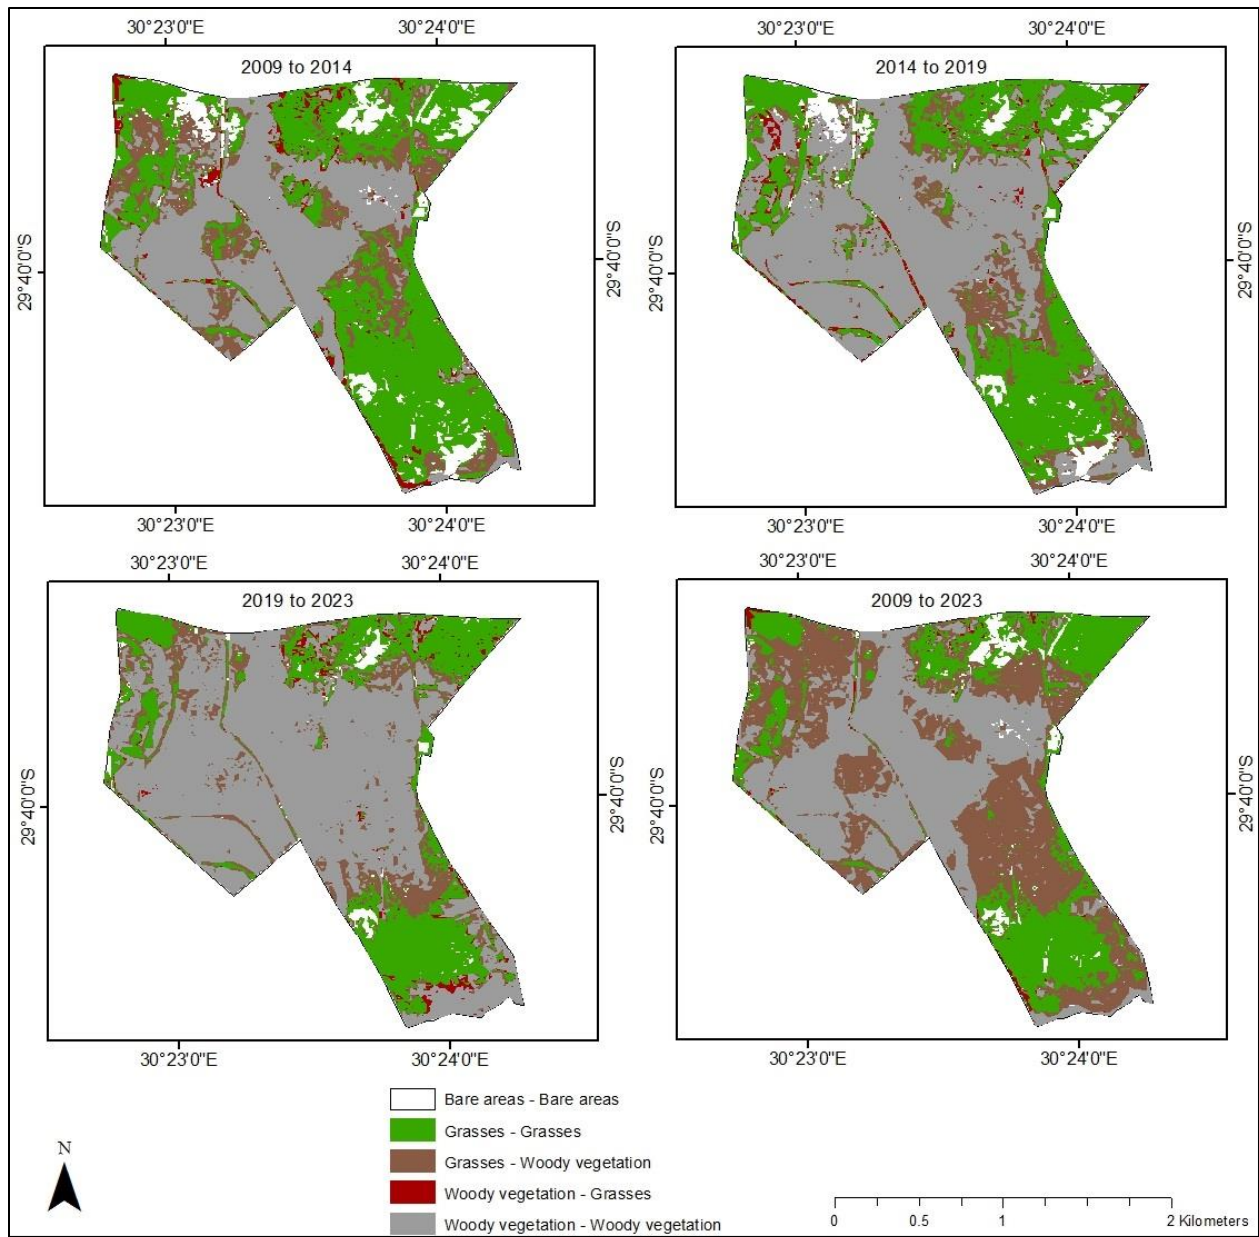 30°23'0"E 30°24'0"E 30°23'0"E 30°24'0"E
2009 to 2014 2014 to 2019
29°40'0"S 29°40'0"S 29°40'0"S 29°40'0"S
30°23'0"E 30°24'0"E 30°23'0"E 30°24'0"E
30°23'0"E 30°24'0"E 30°23'0"E 30°24'0"E
2019 to 2023 2009 to 2023
29°40'0"S 29°40'0"S 29°40'0"S 29°40'0"S
30°23'0"E 30°24'0"E 30°23'0"E 30°24'0"E
Bare areas - Bare areas
Grasses - Grasses
Grasses - Woody vegetation
Woody vegetation - Grasses
Woody vegetation - Woody vegetation
N
0 0.5 1 2 Kilometers